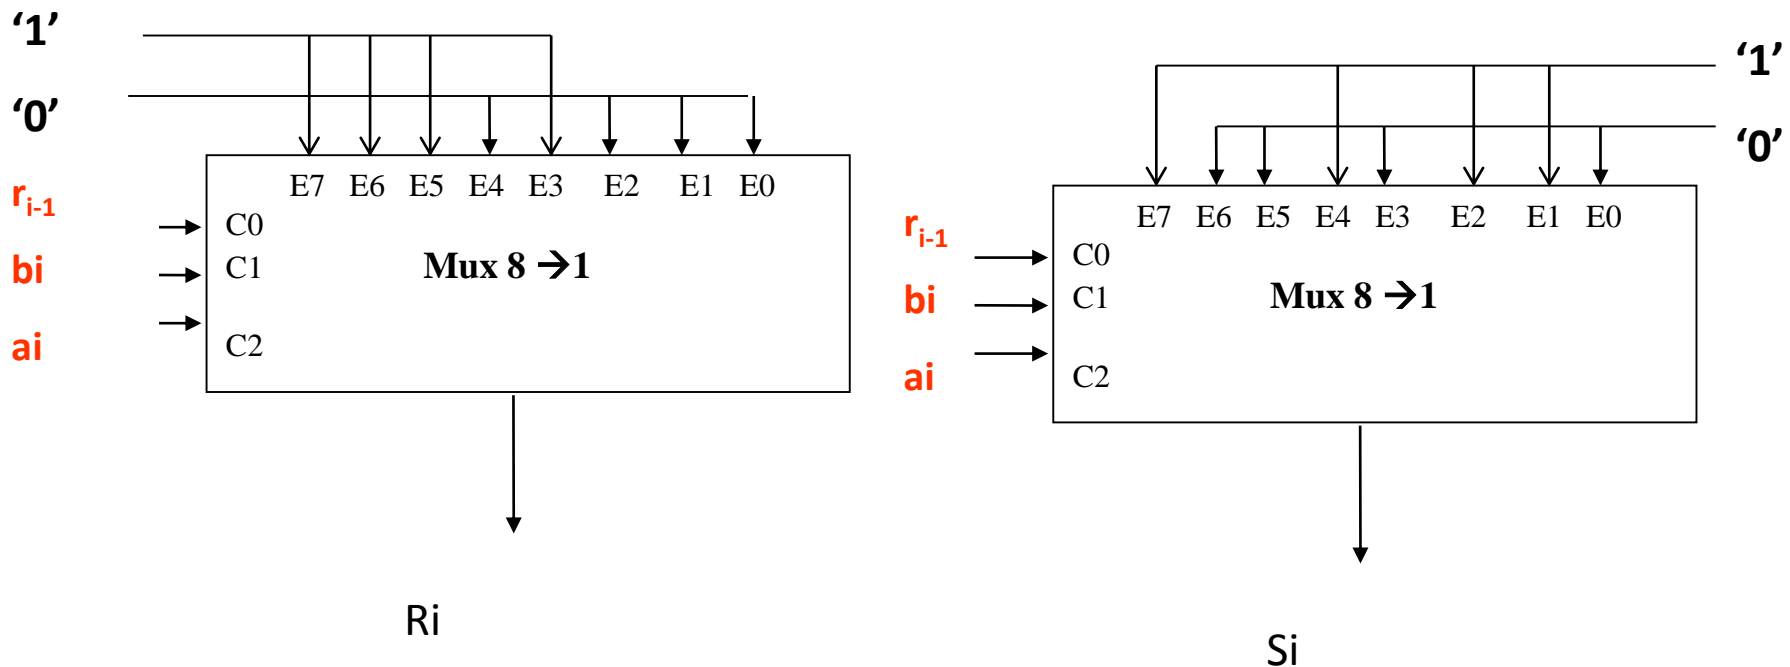 ‘1’
‘0’
E7 E6 E5 E4 E3 E2 E1 E0
r i-1
C0
bi
C1
Mux 8 →1
ai
C2
Ri
‘1’
‘0’
E7 E6 E5 E4 E3 E2 E1 E0
r i-1
C0
bi
C1
Mux 8 →1
ai
C2
Si